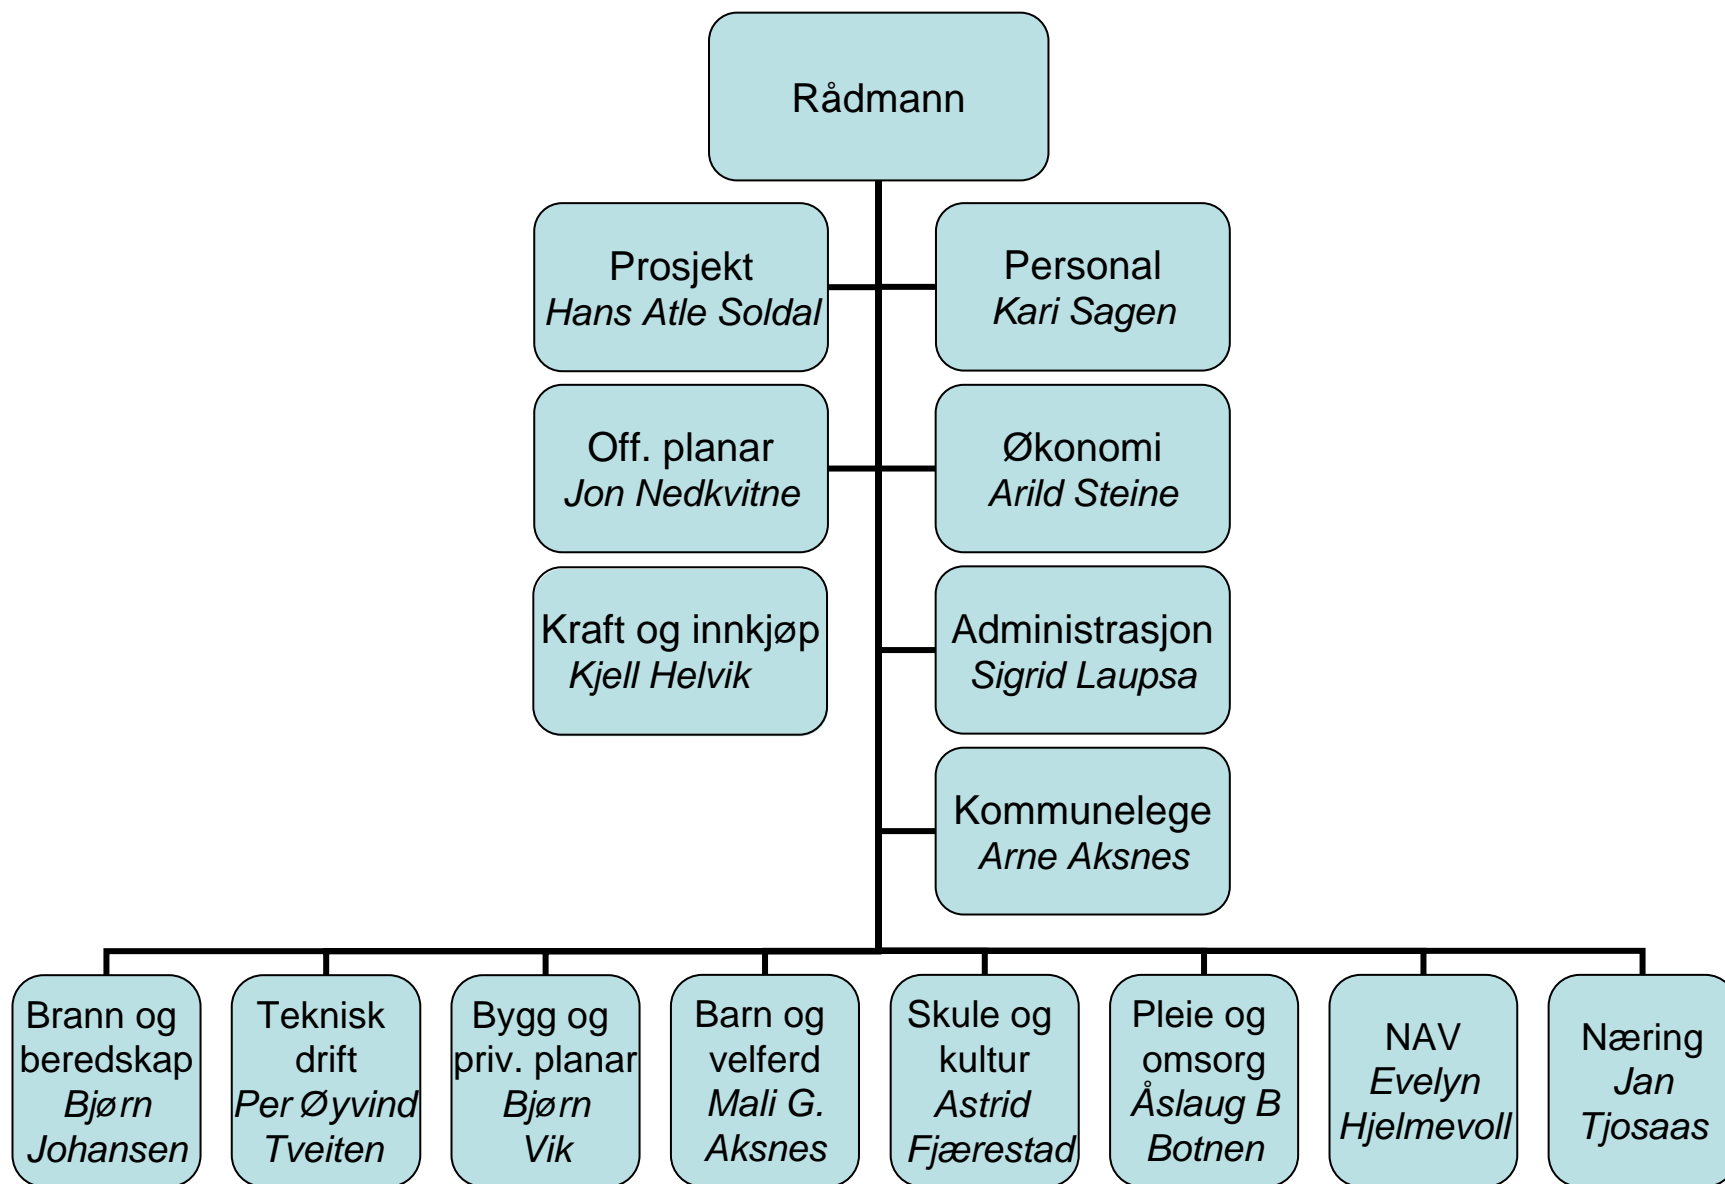 Rådmann
Prosjekt
Hans Atle Soldal
Personal
Kari Sagen
Off. planar
Jon Nedkvitne
Økonomi
Arild Steine
Kraft og innkjøp
Kjell Helvik
Administrasjon
Sigrid Laupsa
Kommunelege
Arne Aksnes
Brann og
beredskap
Bjørn
Johansen
Teknisk
drift
Per Øyvind
Tveiten
Bygg og
priv. planar
Bjørn
Vik
Barn og
velferd
Mali G.
Aksnes
Skule og
kultur
Astrid
Fjærestad
Pleie og
omsorg
Åslaug B
Botnen
NAV
Evelyn
Hjelmevoll
Næring
Jan
Tjosaas